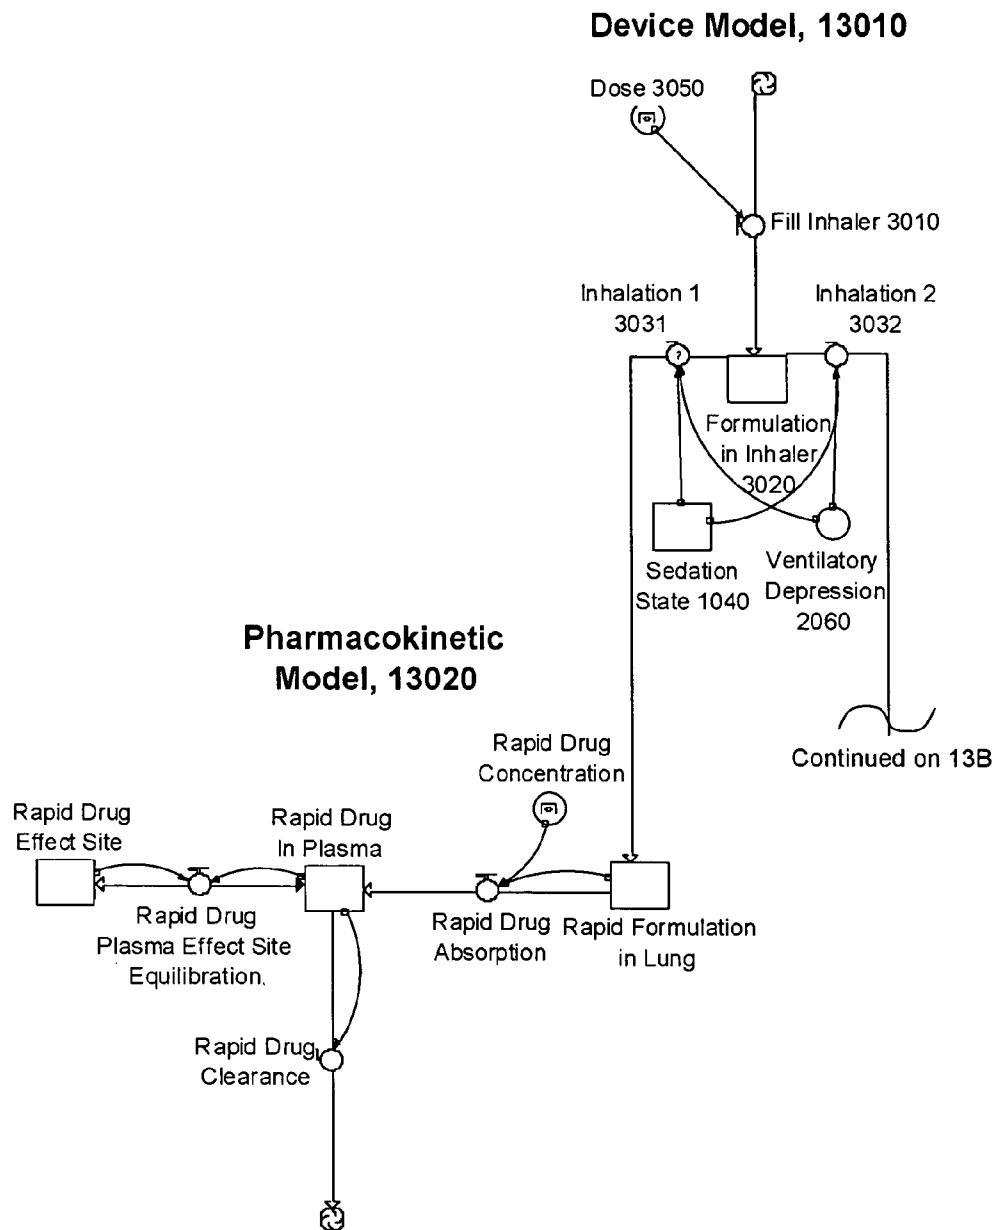 Device Model, 13010
Dose 3050
Fill Inhaler 3010
Inhalation 1
3031
Inhalation 2
3032
?
Formulation
in Inhaler
3020
Sedation
State 1040
Ventilatory
Depression
2060
Pharmacokinetic
Model, 13020
Continued on 13B
Rapid Drug
Concentration
Rapid Drug
Effect Site
Rapid Drug
In Plasma
Rapid Drug
Plasma Effect Site
Equilibration.
Rapid Drug
Absorption
Rapid Formulation
in Lung
Rapid Drug
Clearance